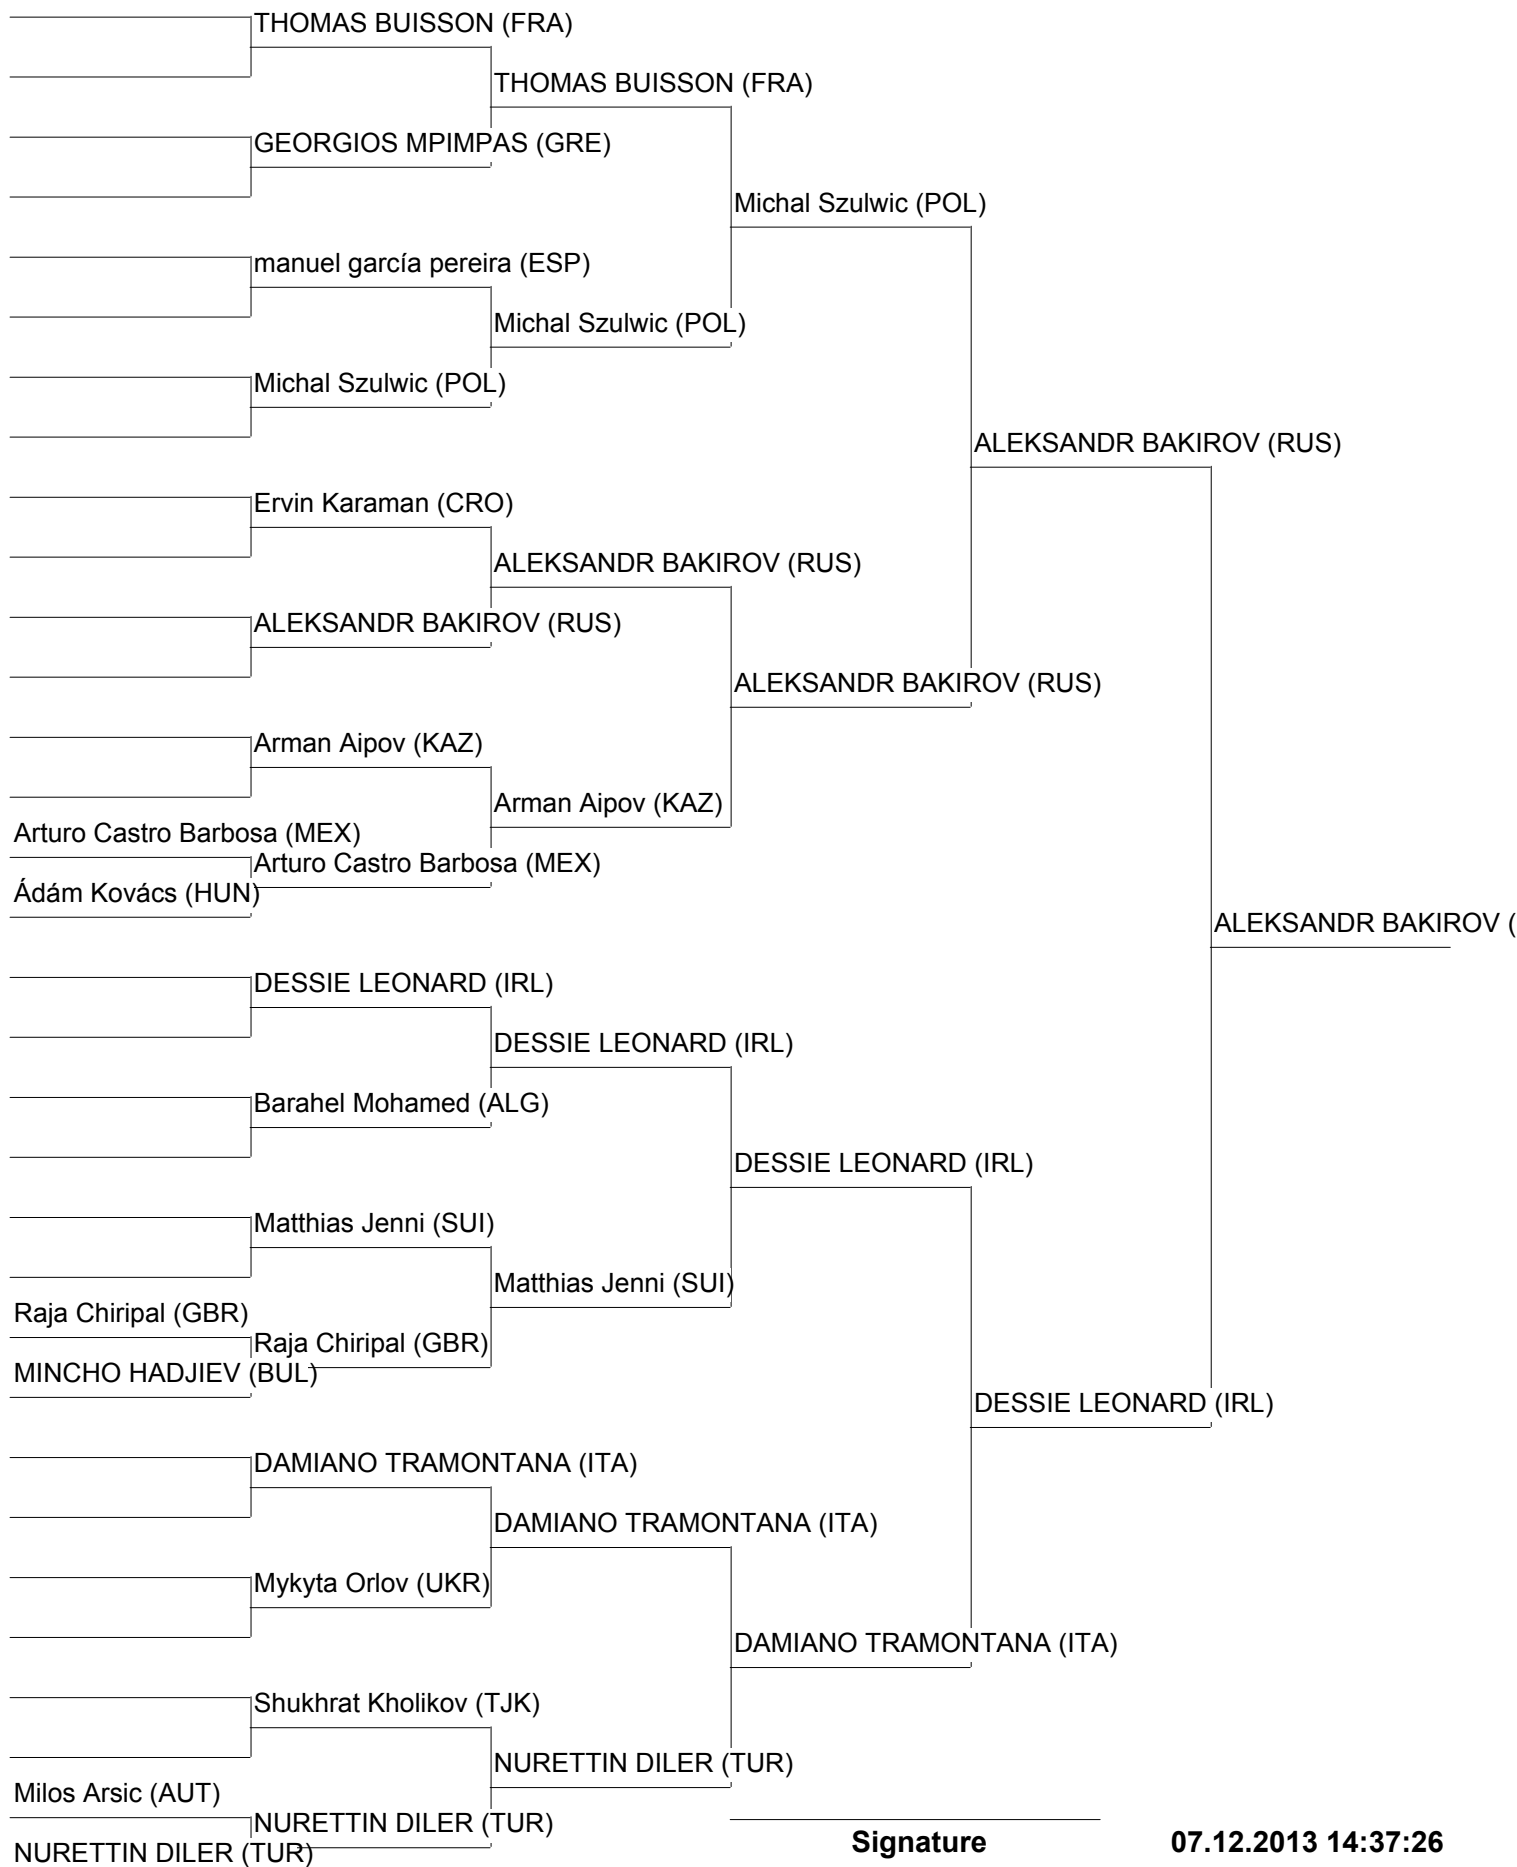 THOMAS BUISSON (FRA)
THOMAS BUISSON (FRA)
GEORGIOS MPIMPAS (GRE)
Michal Szulwic (POL)
manuel garcía pereira (ESP)
Michal Szulwic (POL)
Michal Szulwic (POL)
ALEKSANDR BAKIROV (RUS)
Ervin Karaman (CRO)
ALEKSANDR BAKIROV (RUS)
ALEKSANDR BAKIROV (RUS)
ALEKSANDR BAKIROV (RUS)
Arman Aipov (KAZ)
Arman Aipov (KAZ)
Arturo Castro Barbosa (MEX)
Arturo Castro Barbosa (MEX)
Ádám Kovács (HUN)
ALEKSANDR BAKIROV (
DESSIE LEONARD (IRL)
DESSIE LEONARD (IRL)
Barahel Mohamed (ALG)
DESSIE LEONARD (IRL)
Matthias Jenni (SUI)
Matthias Jenni (SUI)
Raja Chiripal (GBR)
Raja Chiripal (GBR)
MINCHO HADJIEV (BUL)
DESSIE LEONARD (IRL)
DAMIANO TRAMONTANA (ITA)
DAMIANO TRAMONTANA (ITA)
Mykyta Orlov (UKR)
DAMIANO TRAMONTANA (ITA)
Shukhrat Kholikov (TJK)
NURETTIN DILER (TUR)
Milos Arsic (AUT)
NURETTIN DILER (TUR)
NURETTIN DILER (TUR)
Signature 07.12.2013 14:37:26